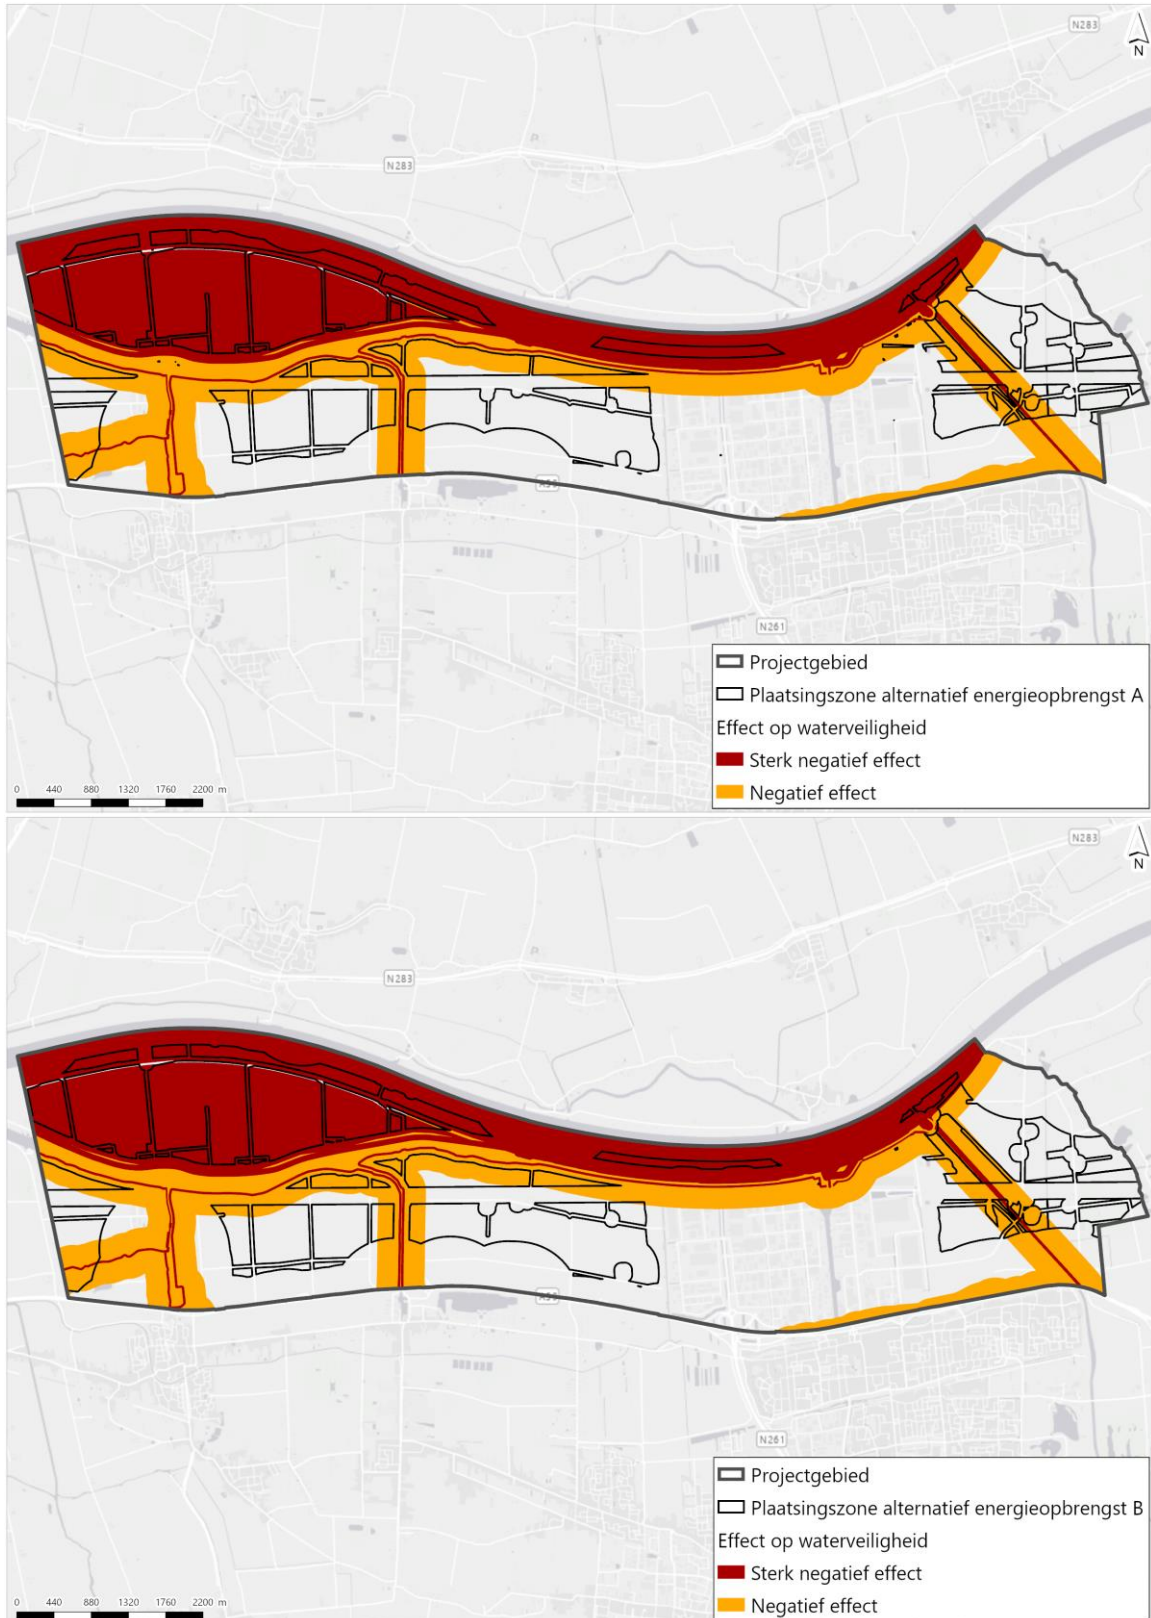 N283
N
N283
A59
N261
Projectgebied
Plaatsingszone alternatief energieopbrengst A
Effect op waterveiligheid
Sterk negatief effect
Negatief effect
0 440 880 1320 1760 2200 m
N283
N
N283
N261
Projectgebied
Plaatsingszone alternatief energieopbrengst B
Effect op waterveiligheid
Sterk negatief effect
Negatief effect
0 440 880 1320 1760 2200 m